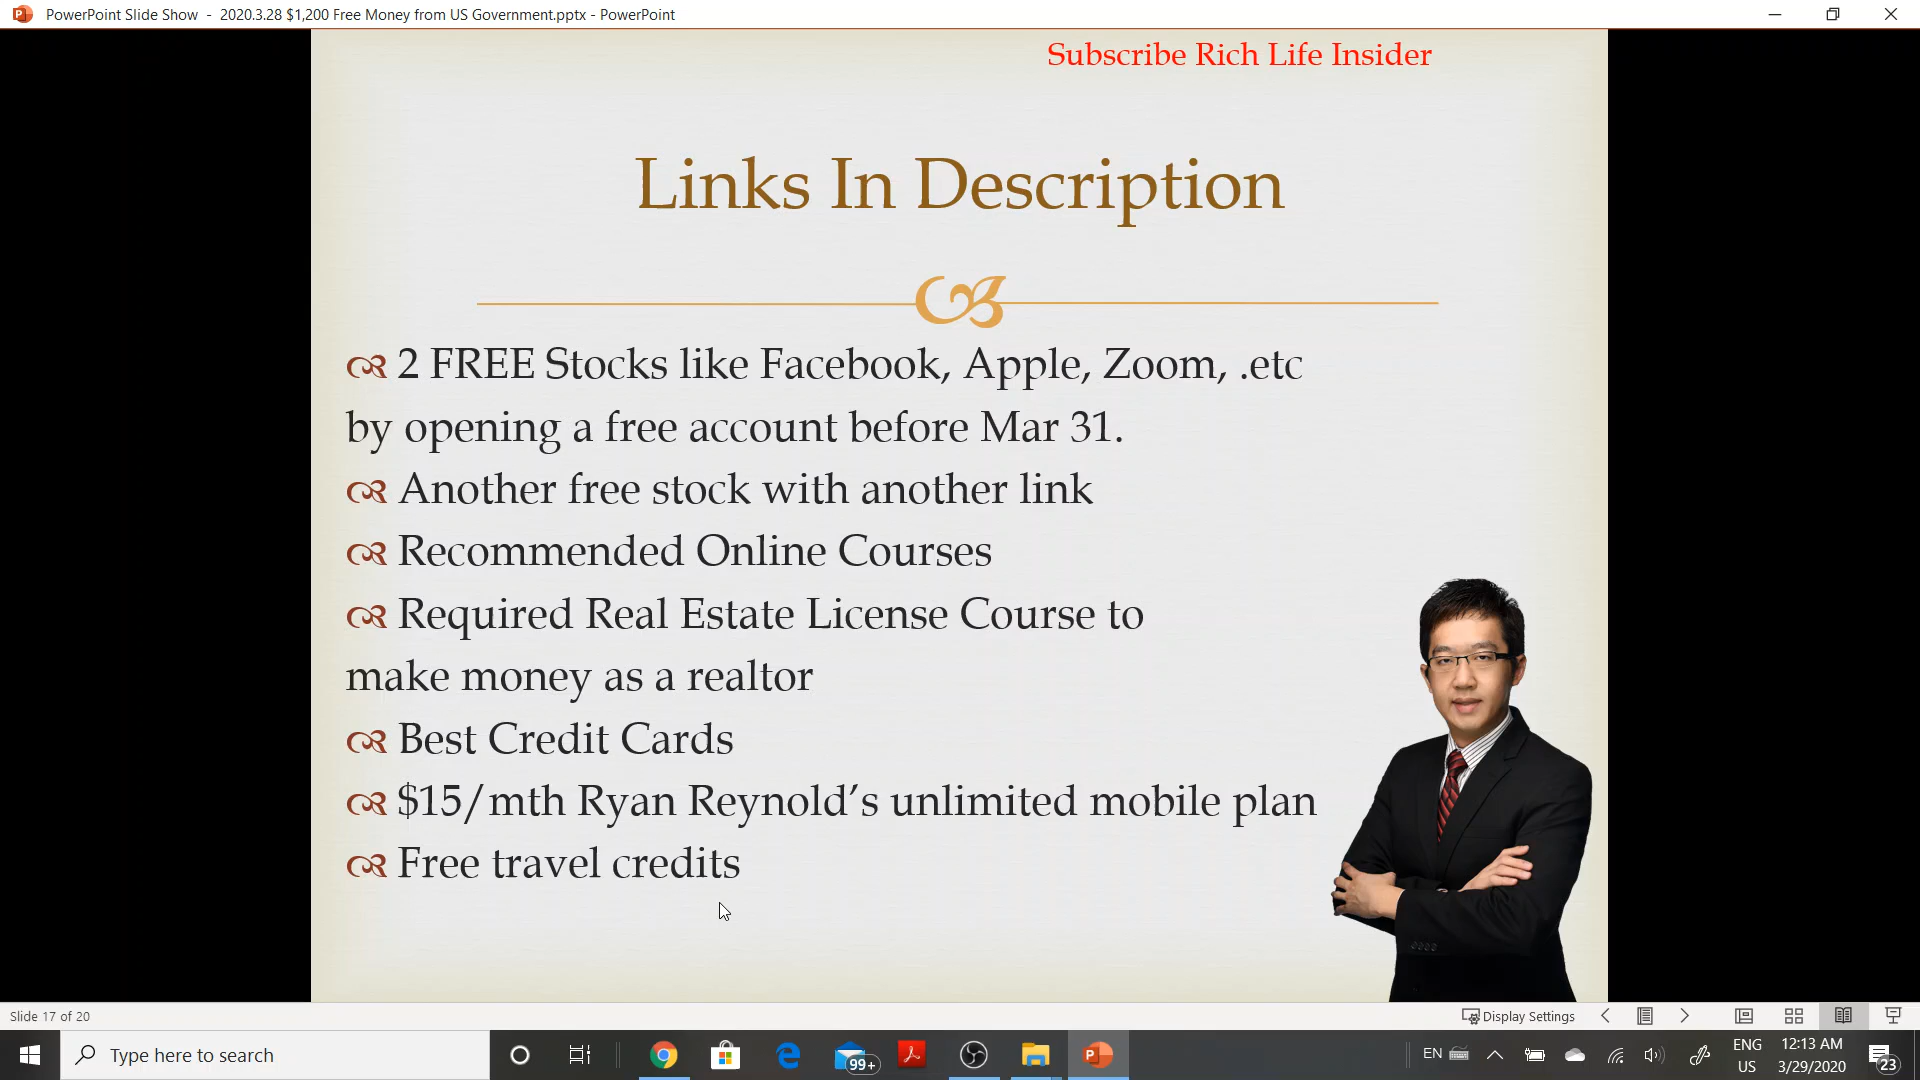 PowerPoint Slide Show - 2020.3.28 $1,200 Free Money from US Government.pptx - PowerPoint
Subscribe Rich Life Insider
Links In Description
2 FREE Stocks like Facebook, Apple, Zoom, .etc
by opening a free account before Mar 31.
Another free stock with another link
Recommended Online Courses
Required Real Estate License Course to
make money as a realtor
Best Credit Cards
$15/mth Ryan Reynold’s unlimited mobile plan
Free travel credits
Slide 17 of 20
Display Settings
Type here to search
99+
EN
ENG
US
12:13 AM
3/29/2020
23